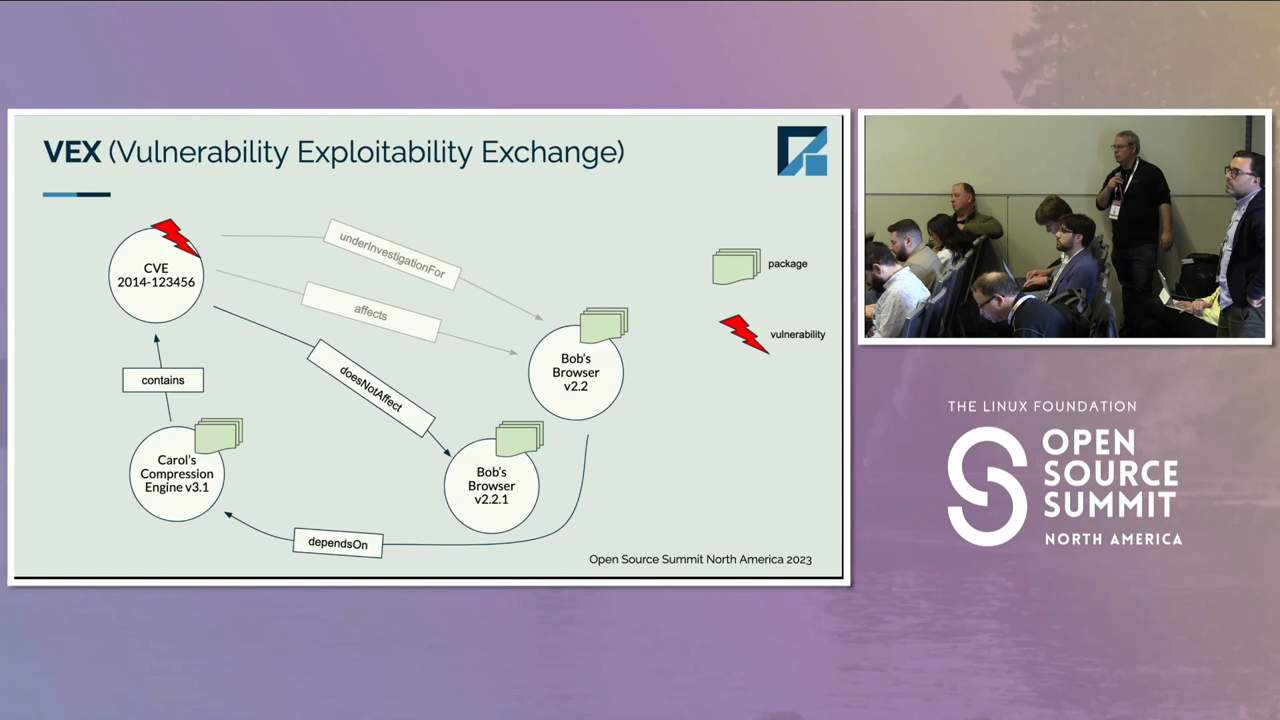 VEX (Vulnerability Exploitability Exchange)
CVE
2014-123456
underInvestigationFor
affects
doesNotAffect
contains
Carol's
Compression
Engine v3.1
Bob's
Browser
v2.2
Bob's
Browser
v2.2.1
dependsOn
package
vulnerability
Open Source Summit North America 2023
THE LINUX FOUNDATION
OPEN
SOURCE
SUMMIT
NORTH AMERICA